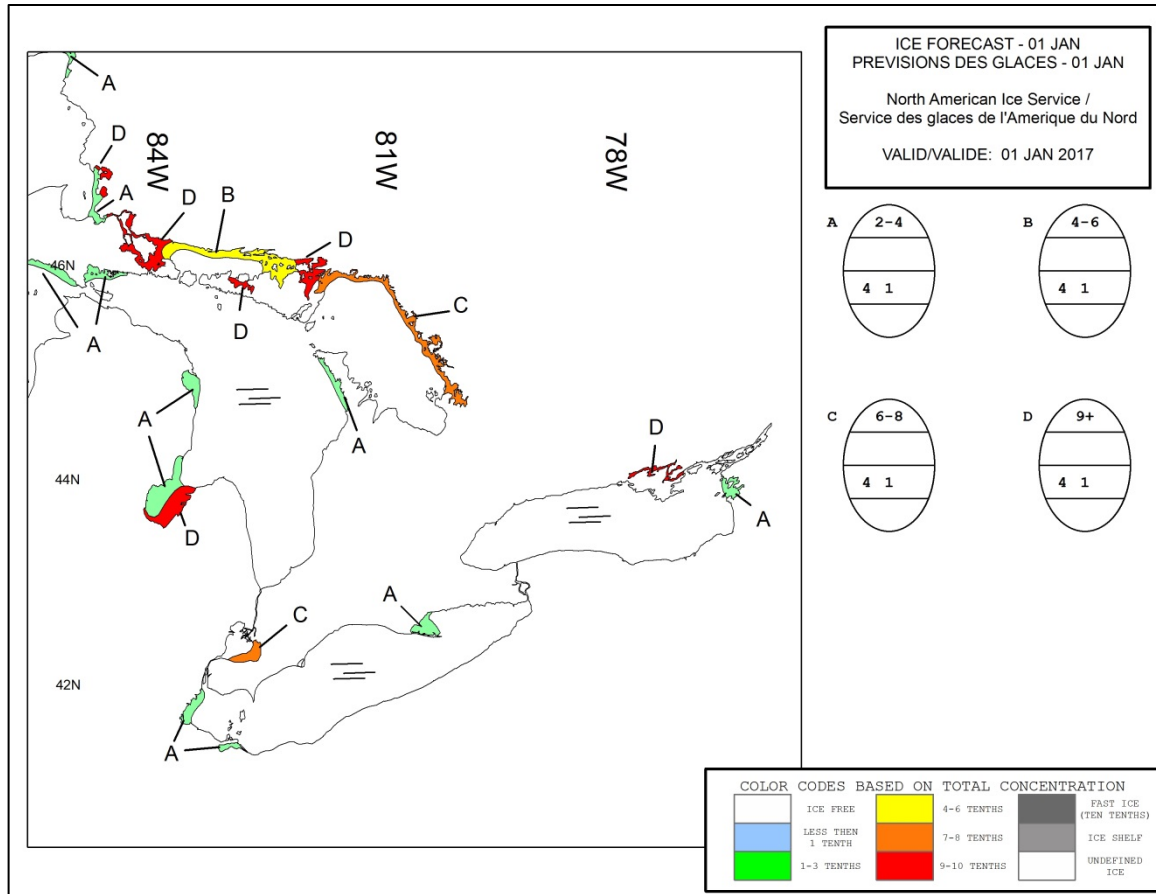 ICE FORECAST - 01 JAN
PREVISIONS DES GLACES - 01 JAN
North American Ice Service /
Service des glaces de l'Amerique du Nord
VALID/VALIDE: 01 JAN 2017
A
D
84W
81W
78W
A
D
B
D
46N
A
D
C
A
A
D
44N
D
A
A
C
42N
A
A 2-4
4 1
B 4-6
4 1
C 6-8
4 1
D 9+
4 1
COLOR CODES BASED ON TOTAL CONCENTRATION
ICE FREE
LESS THEN
1 TENTH
1-3 TENTHS
4-6 TENTHS
7-8 TENTHS
9-10 TENTHS
FAST ICE
(TEN TENTHS)
ICE SHELF
UNDEFINED
ICE